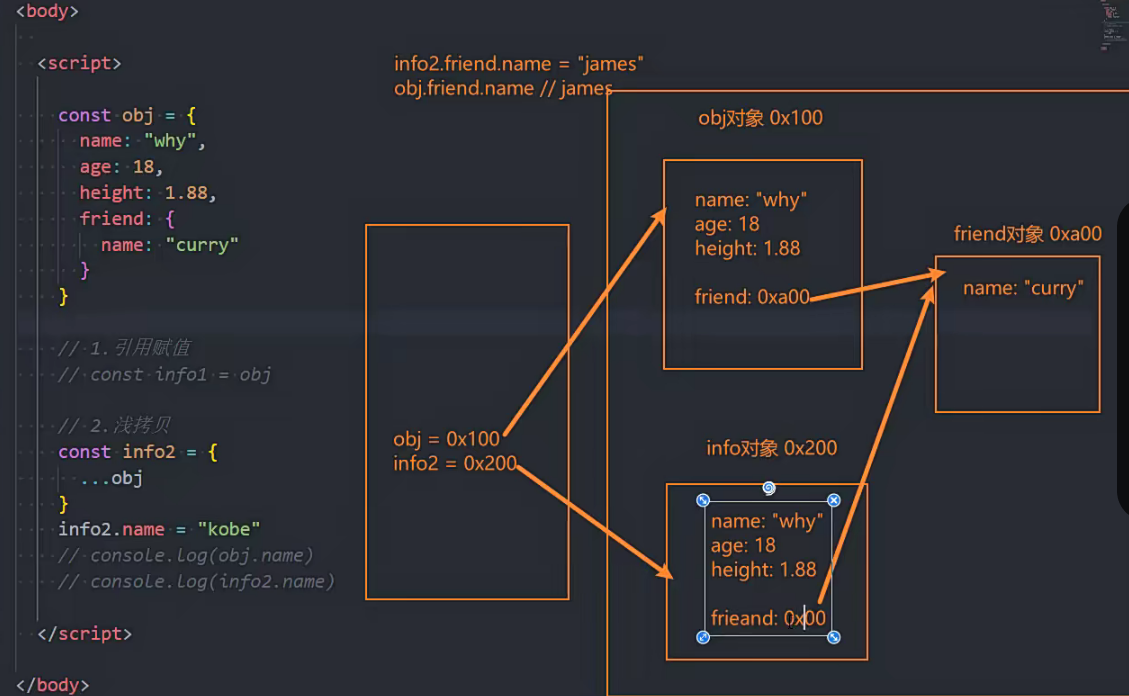 <body>
<script>
const obj = {
name: "why",
age: 18,
height: 1.88,
friend: {
name: "curry"
}
}
// 1.引用赋值
// const info1 = obj
// 2.浅拷贝
const info2 = {
...obj
}
info2.name = "kobe"
// console.log(obj.name)
// console.log(info2.name)
</script>
</body>
info2.friend.name = "james"
obj.friend.name // james
obj = 0x100
info2 = 0x200
obj对象 0x100
name: "why"
age: 18
height: 1.88
friend: 0xa00
friend对象 0xa00
name: "curry"
info对象 0x200
name: "why"
age: 18
height: 1.88
frieand: 0x00